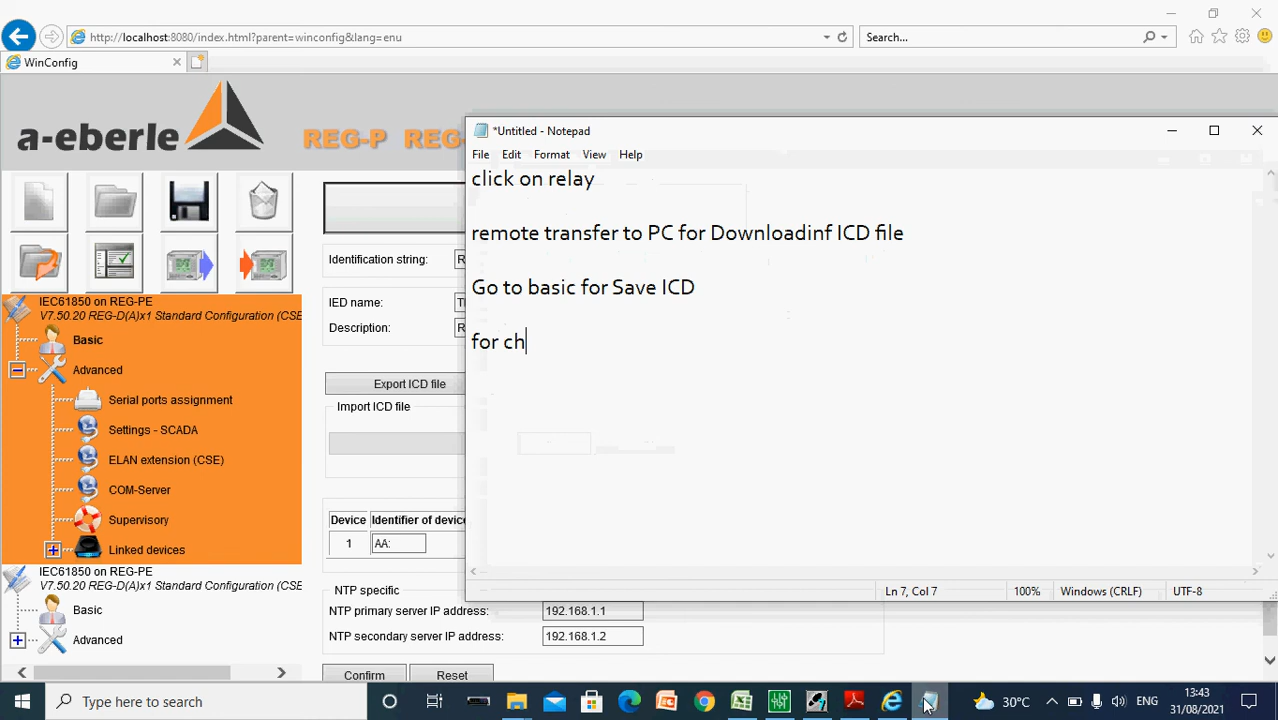 http://localhost:8080/index.html?parent=winconfig&lang=enu
Search...
WinConfig
a-eberle
REG-P REG-
*Untitled - Notepad
File Edit Format View Help
click on relay
remote transfer to PC for Downloadinf ICD file
Go to basic for Save ICD
for ch
Ln 7, Col 7
100%
Windows (CRLF)
UTF-8
IEC61850 on REG-PE
V7.50.20 REG-D(A)x1 Standard Configuration (CSE
Basic
Advanced
Serial ports assignment
Settings - SCADA
ELAN extension (CSE)
COM-Server
Supervisory
Linked devices
IEC61850 on REG-PE
V7.50.20 REG-D(A)x1 Standard Configuration (CSE
Basic
Advanced
Identification string:
IED name:
Description:
Export ICD file
Import ICD file
Device Identifier of device
1 AA:
NTP specific
NTP primary server IP address: 192.168.1.1
NTP secondary server IP address: 192.168.1.2
Confirm Reset
Type here to search
30°C
ENG
13:43
31/08/2021